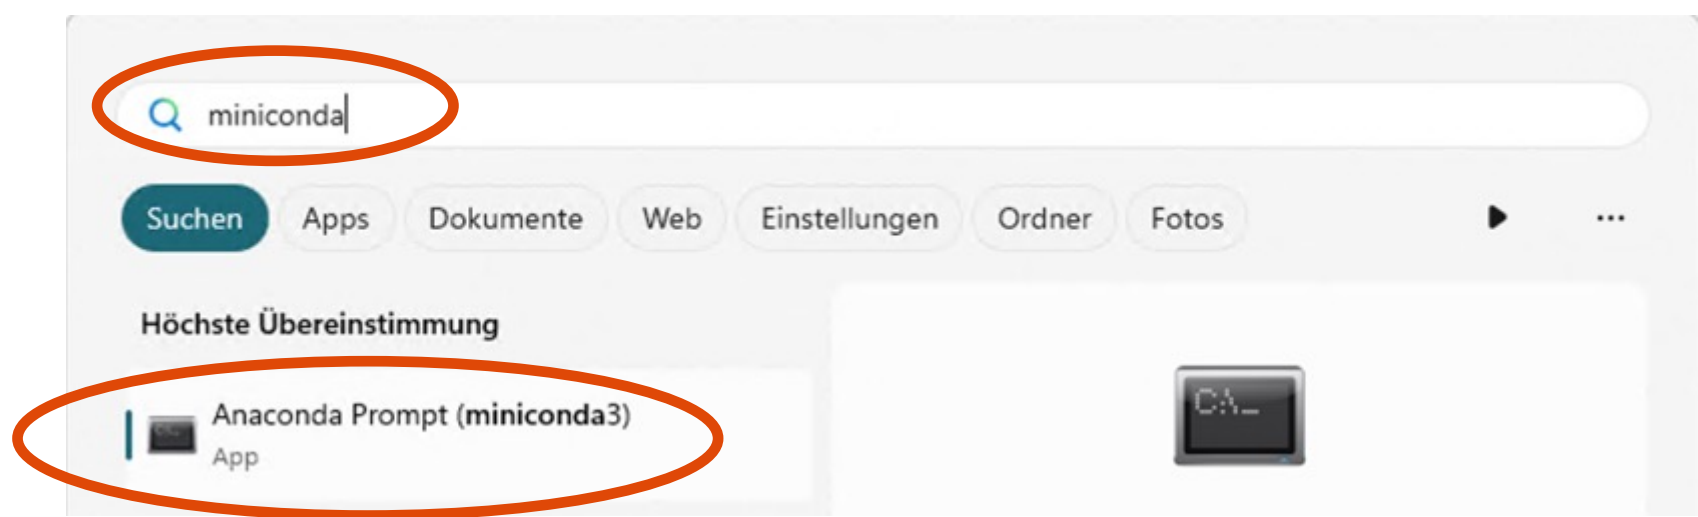 miniconda
Suchen Apps Dokumente Web Einstellungen Ordner Fotos ...
Höchste Übereinstimmung
Anaconda Prompt (miniconda3)
App
C:\_